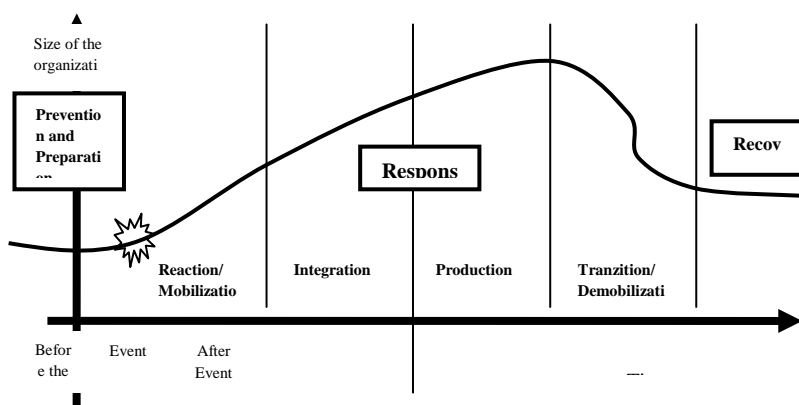 Size of the
organizati
Preventio
n and
Preparati
on
Respons
Recov
Reaction/
Mobilizatio
Integration
Production
Tranzition/
Demobilizati
Befor
e the
Event
After
Event